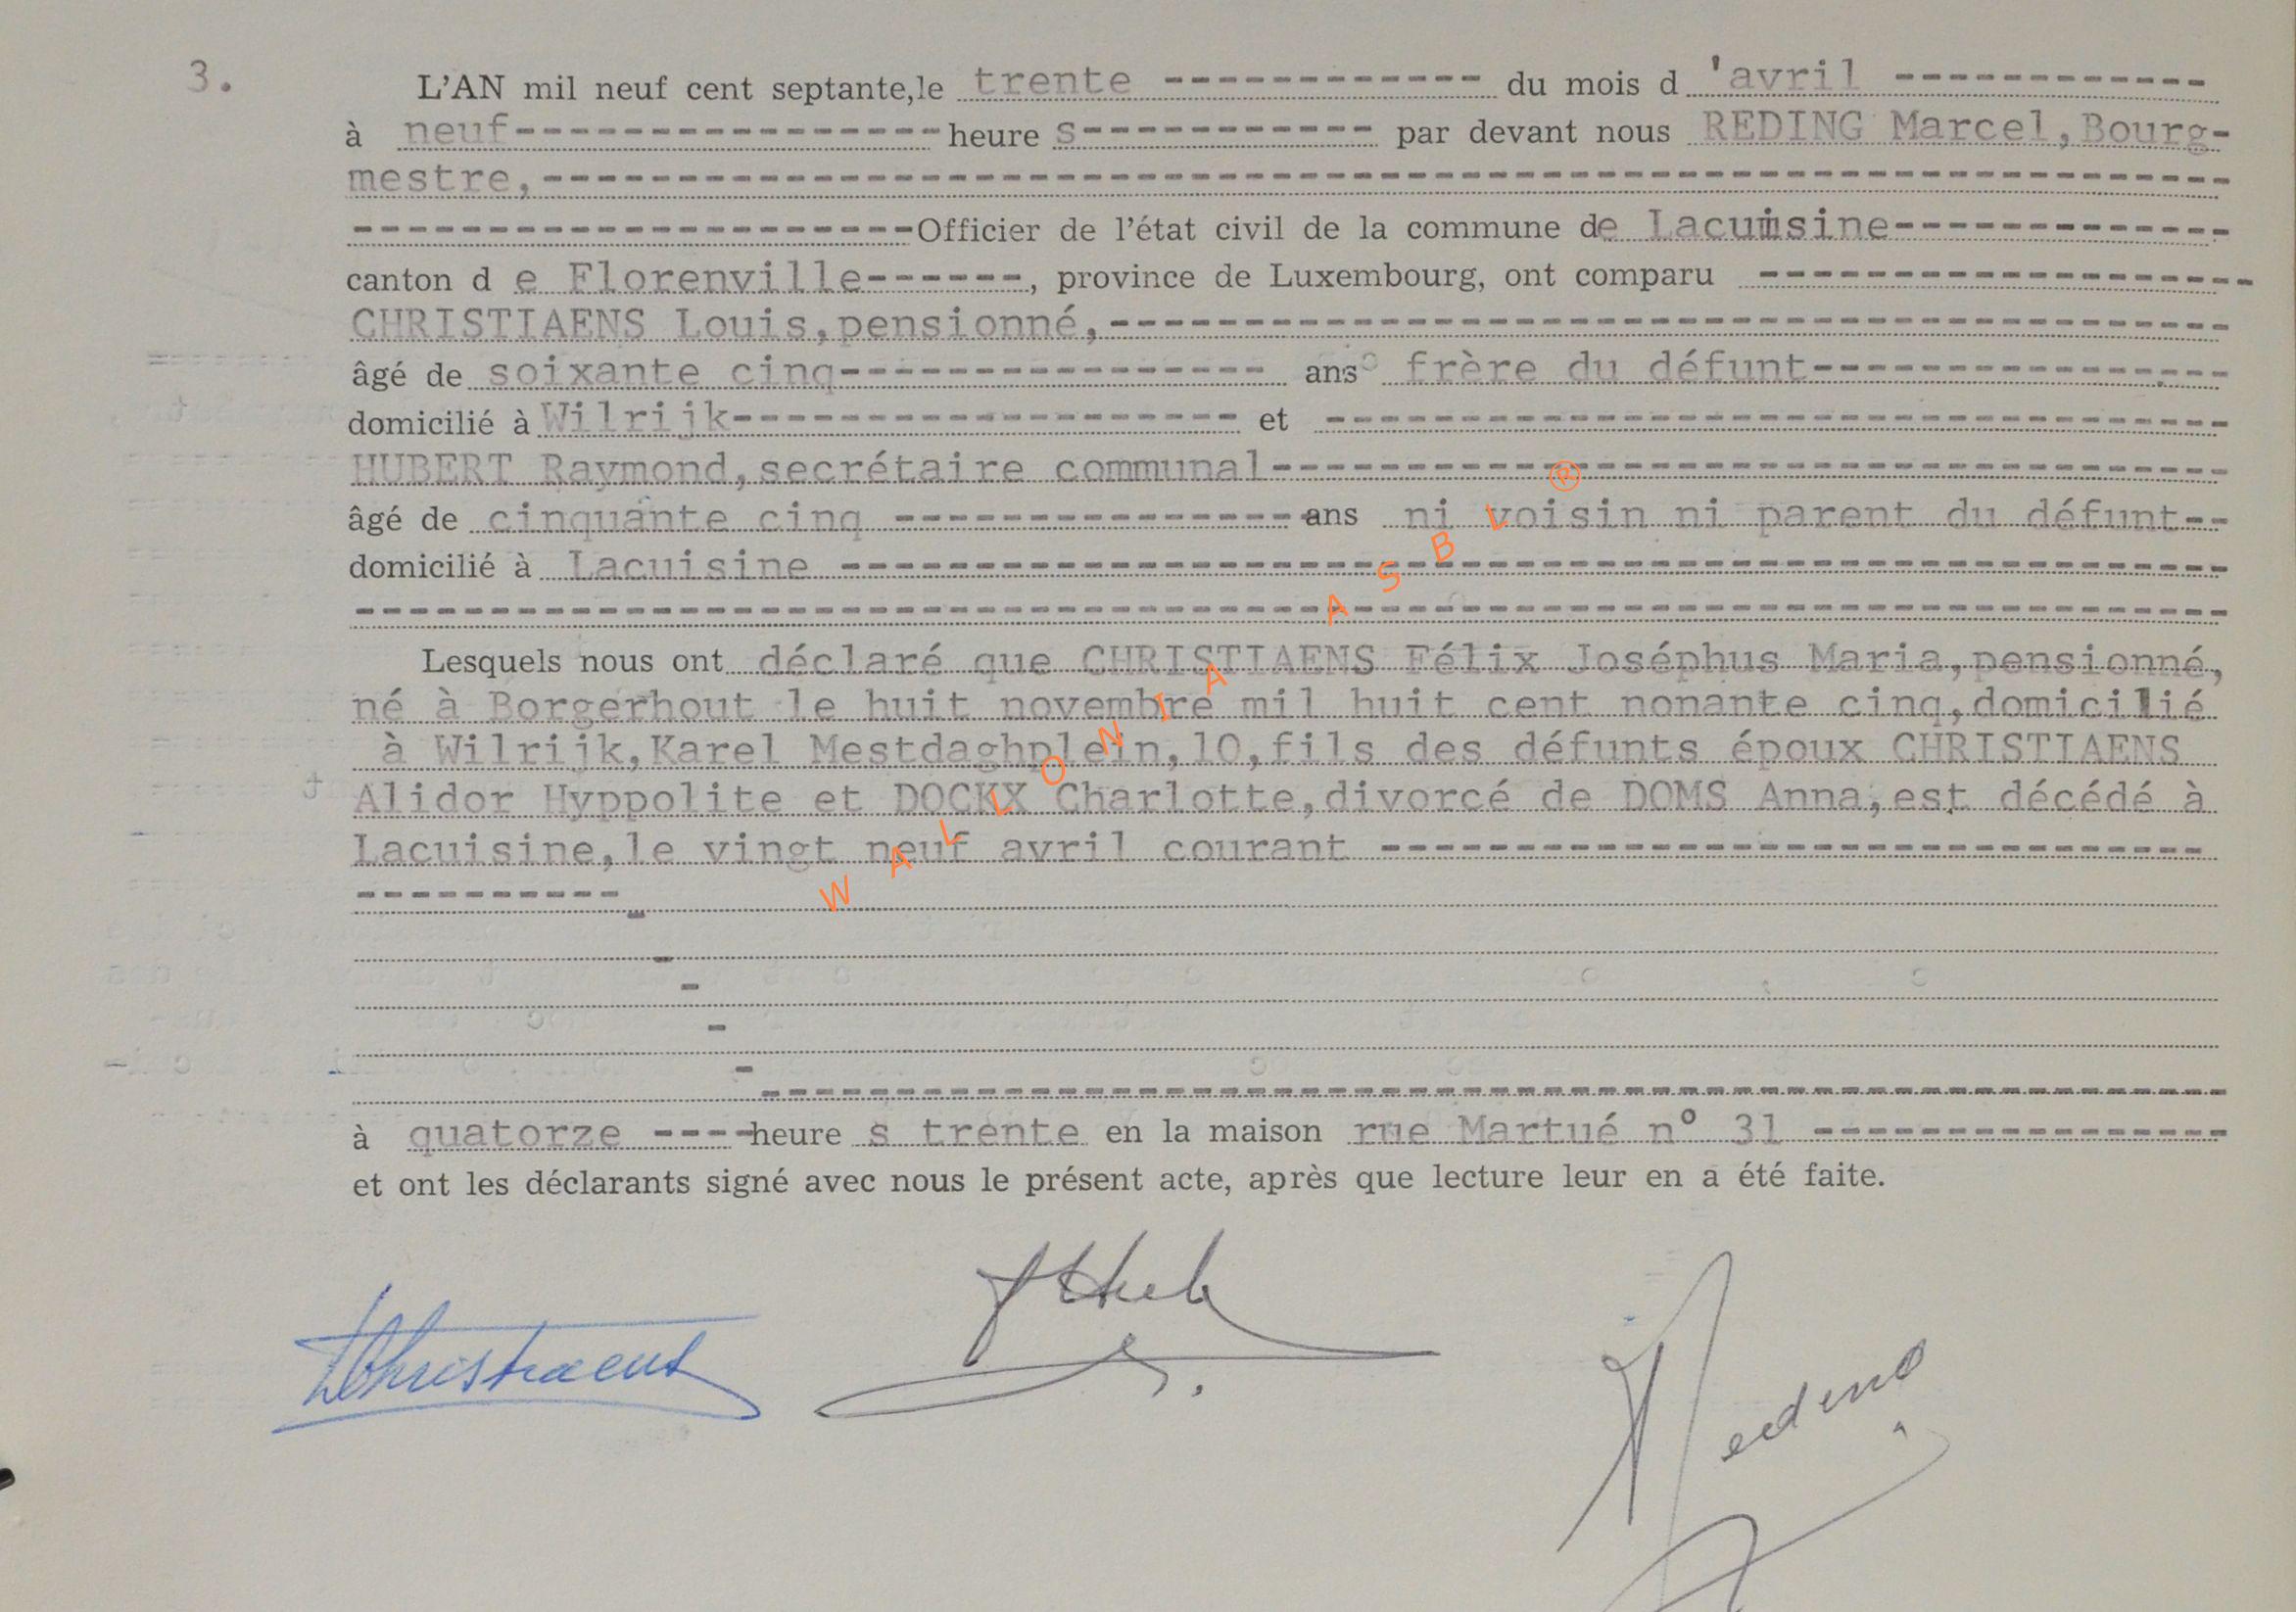 3.
L'AN mil neuf cent septante, le trente ------------ du mois d 'avril ------------
à neuf---------------- heure s----------- par devant nous REDING Marcel, Bourg-
mestre,---------------------------------------------------------------
---------------------Officier de l'état civil de la commune de Lacuisine-------------
canton d e Florenville------, province de Luxembourg, ont comparu ------------------
CHRISTIAENS Louis, pensionné,------------------------------------------
âgé de soixante cinq---------------- ans frère du défunt----------------
domicilié à Wilrijk------------------- et ----------------------------------
HUBERT Raymond, secrétaire communal------------------------------------
âgé de cinquante cinq ---------------ans ni voisin ni parent du défunt--
domicilié à Lacuisine ----------------------------------------------------
----------------------------------------------------------------------
Lesquels nous ont déclaré que CHRISTIAENS Félix Joséphus Maria, pensionné,
né à Borgerhout le huit novembre mil huit cent nonante cinq, domicilié
à Wilrijk, Karel Mestdaghplein, 10, fils des défunts époux CHRISTIAENS
Alidor Hyppolite et DOCKX Charlotte, divorcé de DOMS Anna, est décédé à
Lacuisine, le vingt neuf avril courant -------------------------------
----------
à quatorze ----heure s trente en la maison rue Martué n° 31 ----------------
et ont les déclarants signé avec nous le présent acte, après que lecture leur en a été faite.
LChristiaens
Reding
WALLONIA ASBL ®